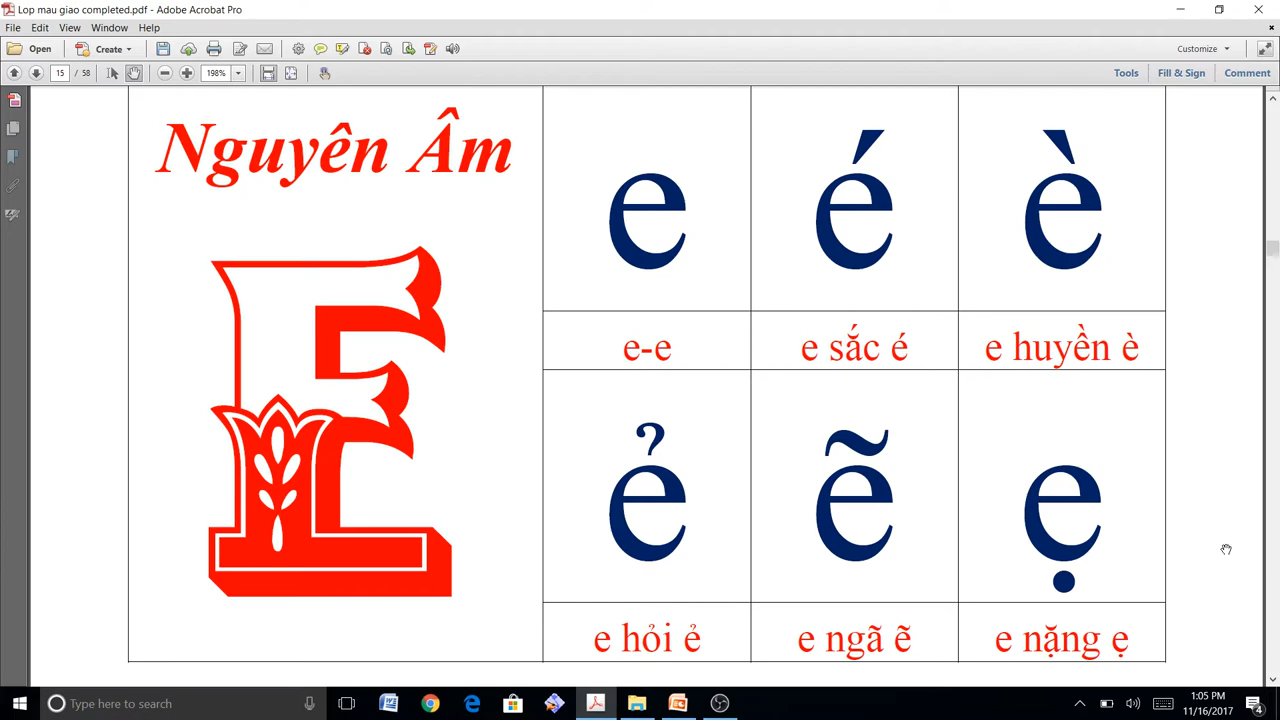 Lop mau giao completed.pdf - Adobe Acrobat Pro
File Edit View Window Help
Open Create Customize
15 / 58 198% Tools Fill & Sign Comment
Nguyên Âm
E
e é è
e-e e sắc é e huyền è
ẻ ẽ ẹ
e hỏi ẻ e ngã ẽ e nặng ẹ
Type here to search
1:05 PM
11/16/2017
4